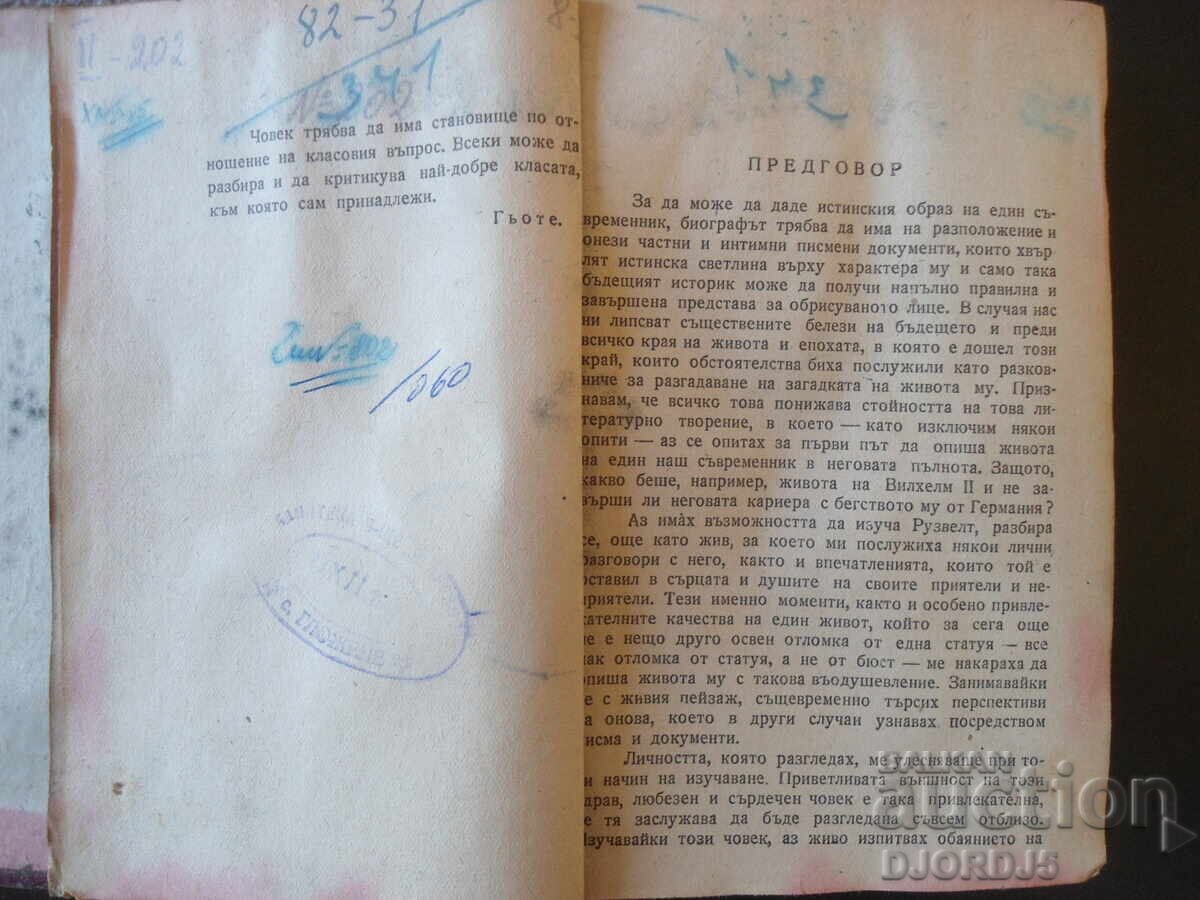 II - 202
82-31
341
№ 202
Човек трябва да има становище по от-
ношение на класовия въпрос. Всеки може да
разбира и да критикува най-добре класата,
към която сам принадлежи.
Гьоте.
/060
11
341
ПРЕДГОВОР
За да може да даде истинския образ на един съ-
временник, биографът трябва да има на разположение и
онези частни и интимни писмени документи, които хвър
лят истинска светлина върху характера му и само така
бъдещият историк може да получи напълно правилна и
завършена представа за обрисуваното лице. В случая нас
ни липсват съществените белези на бъдещето и преди
всичко края на живота и епохата, в която е дошел този
край, които обстоятелства биха послужили като разков-
ниче за разгадаване на загадката на живота му. Приз-
навам, че всичко това понижава стойността на това ли-
тературно творение, в което — като изключим някои
опити — аз се опитах за първи път да опиша живота
на един наш съвременник в неговата пълнота. Защото,
какво беше, например, живота на Вилхелм II и не за-
върши ли неговата кариера с бегството му от Германия?
Аз имах възможността да изуча Рузвелт, разбира
се, още като жив, за което ми послужиха някои лични
разговори с него, както и впечатленията, които той е
оставил в сърцата и душите на своите приятели и не-
приятели. Тези именно моменти, както и особено привле-
кателните качества на един живот, който за сега още
не е нещо друго освен отломка от една статуя — все
пак отломка от статуя, а не от бюст — ме накараха да
опиша живота му с такова въодушевление. Занимавайки
е с живия пейзаж, същевременно търсих перспективи
а онова, което в други случаи узнавах посредством
исма и документи.
Личността, която разглеждах, ме улесняваше при то-
и начин на изучаване. Приветливата външност на този
драв, любезен и сърдечен човек е така привлекателна,
е тя заслужава да бъде разгледана съвсем отблизо.
Изучавайки този човек, аз живо изпитвах обаянието на
BALKAN
auction
DJORDJ5